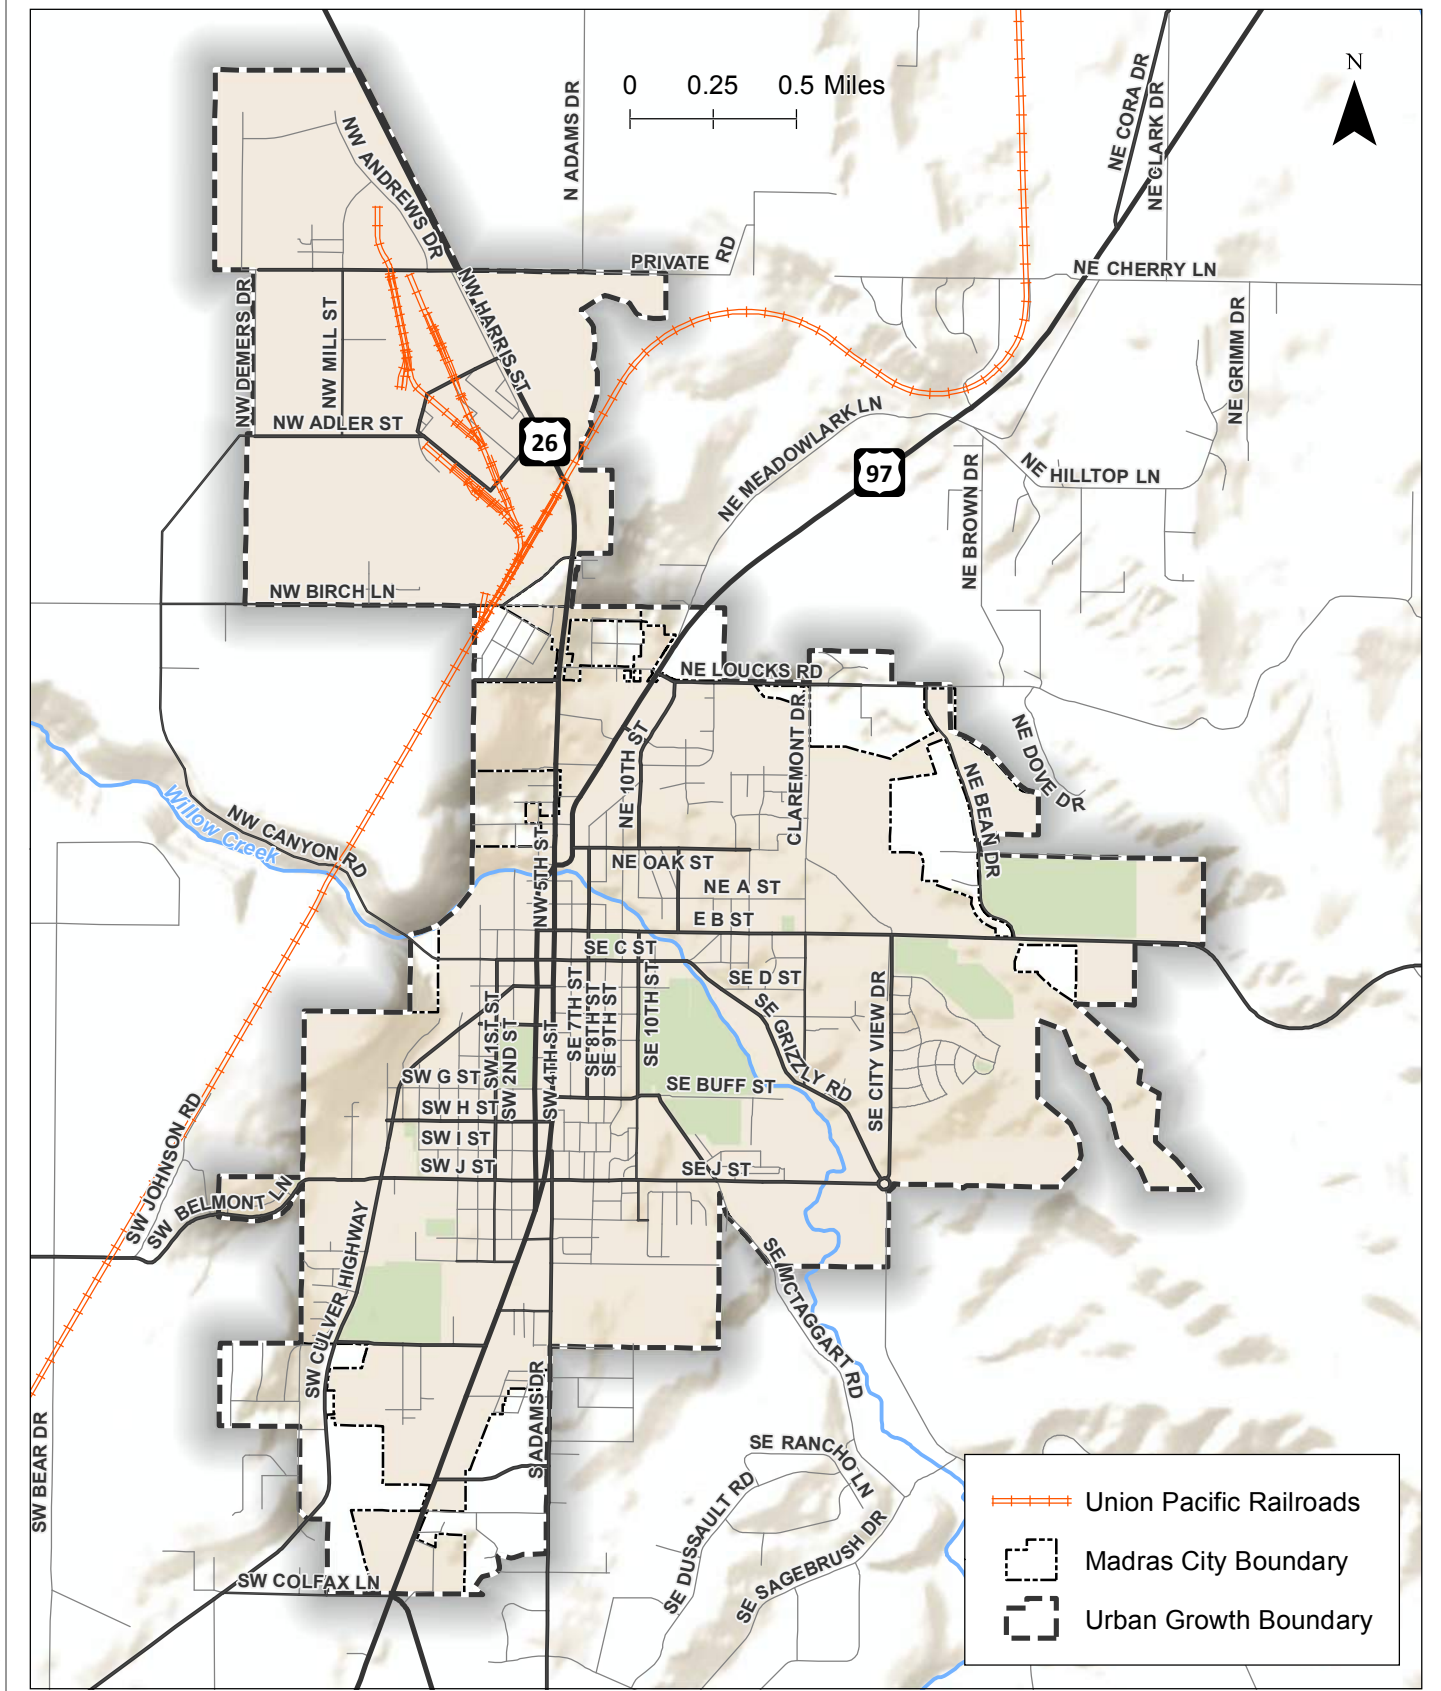 0 0.25 0.5 Miles
N
N ADAMS DR
NE CORA DR
NE CLARK DR
NW ANDREWS DR
PRIVATE RD
NE CHERRY LN
NW HARRIS ST
NW DEMERS DR
NW MILL ST
NE GRIMM DR
NW ADLER ST
26
NE MEADOWLARK LN
97
NE HILLTOP LN
NE BROWN DR
NW BIRCH LN
NE LOUCKS RD
CLAREMONT DR
NE DOVE DR
NE 10TH ST
NE BEAN DR
Willow Creek
NW CANYON RD
NW 5TH ST
NE OAK ST
NE A ST
E B ST
SE C ST
SE D ST
SE 7TH ST
SE 8TH ST
SE 9TH ST
SE 10TH ST
SE GRIZZLY RD
SE CITY VIEW DR
SW 1ST ST
SW 2ND ST
SW 4TH ST
SW G ST
SE BUFF ST
SW H ST
SW I ST
SW J ST
SE J ST
SW JOHNSON RD
SW BELMONT LN
SW CULVER HIGHWAY
SE MCTAGGART RD
S ADAMS DR
SW BEAR DR
SE RANCHO LN
SE DUSSAULT RD
SE SAGEBRUSH DR
SW COLFAX LN
Union Pacific Railroads
Madras City Boundary
Urban Growth Boundary